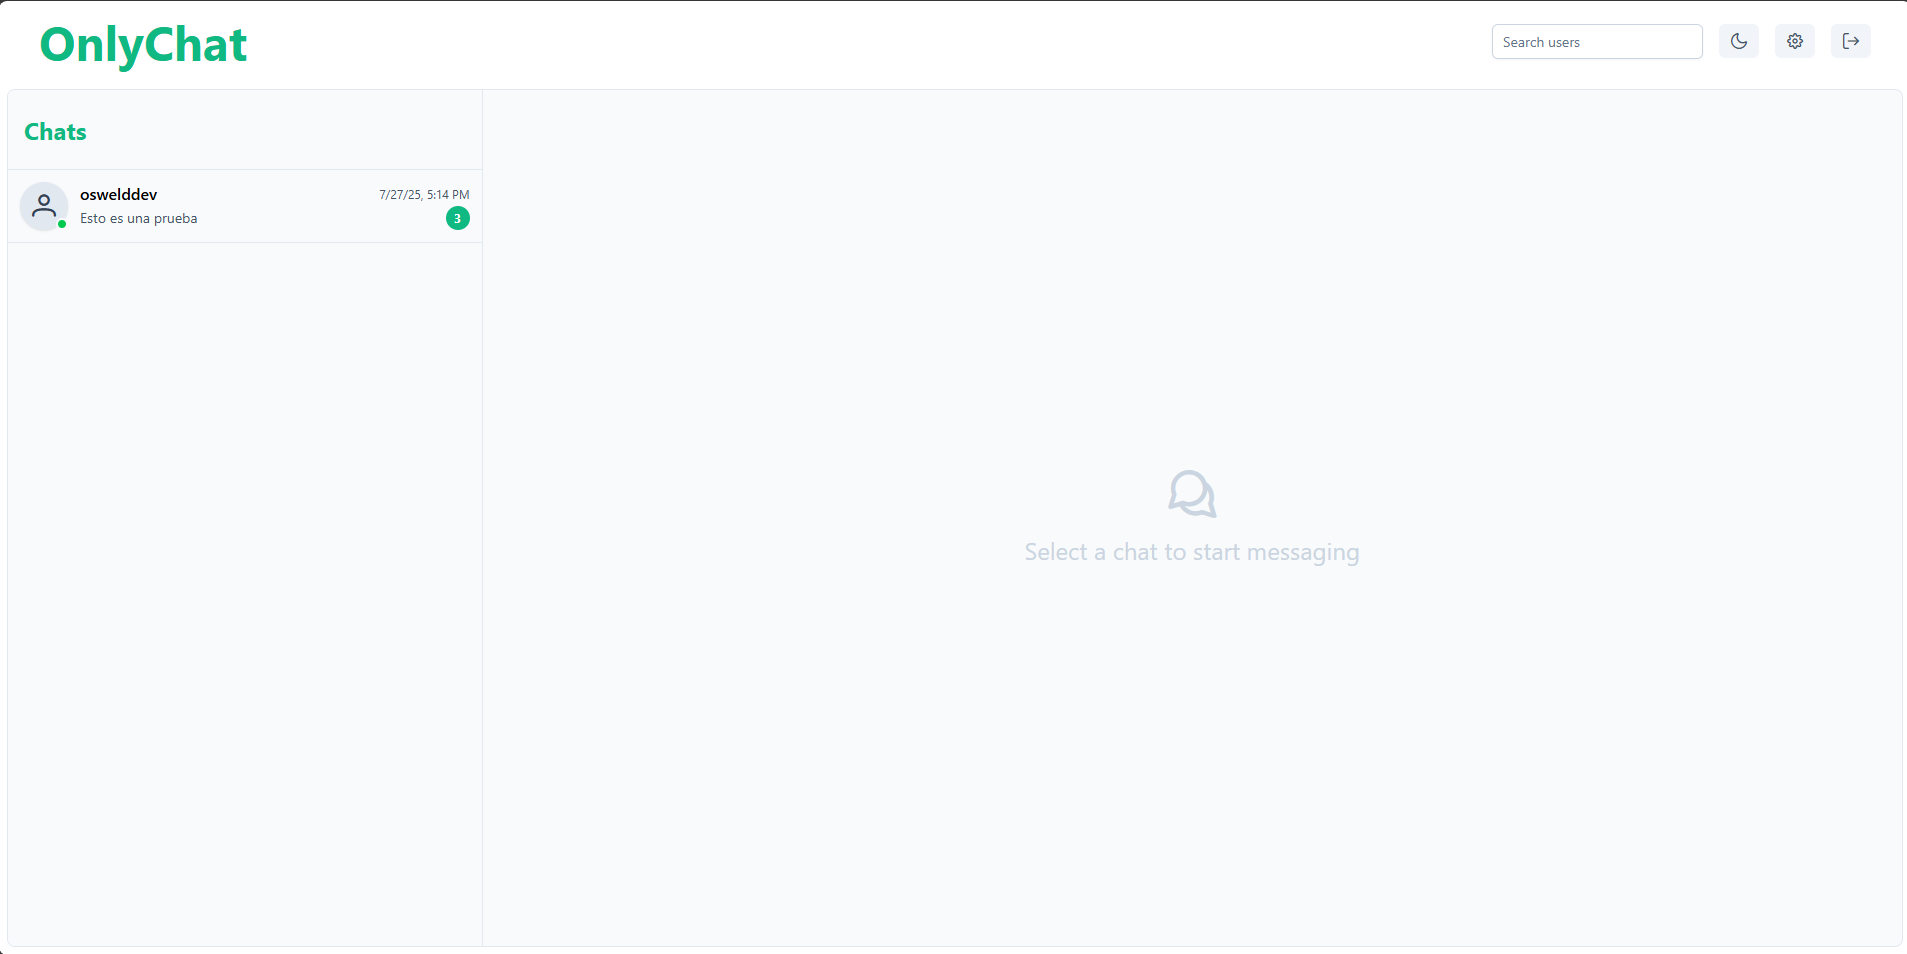 OnlyChat
Search users
Chats
oswelddev
7/27/25, 5:14 PM
Esto es una prueba
3
Select a chat to start messaging